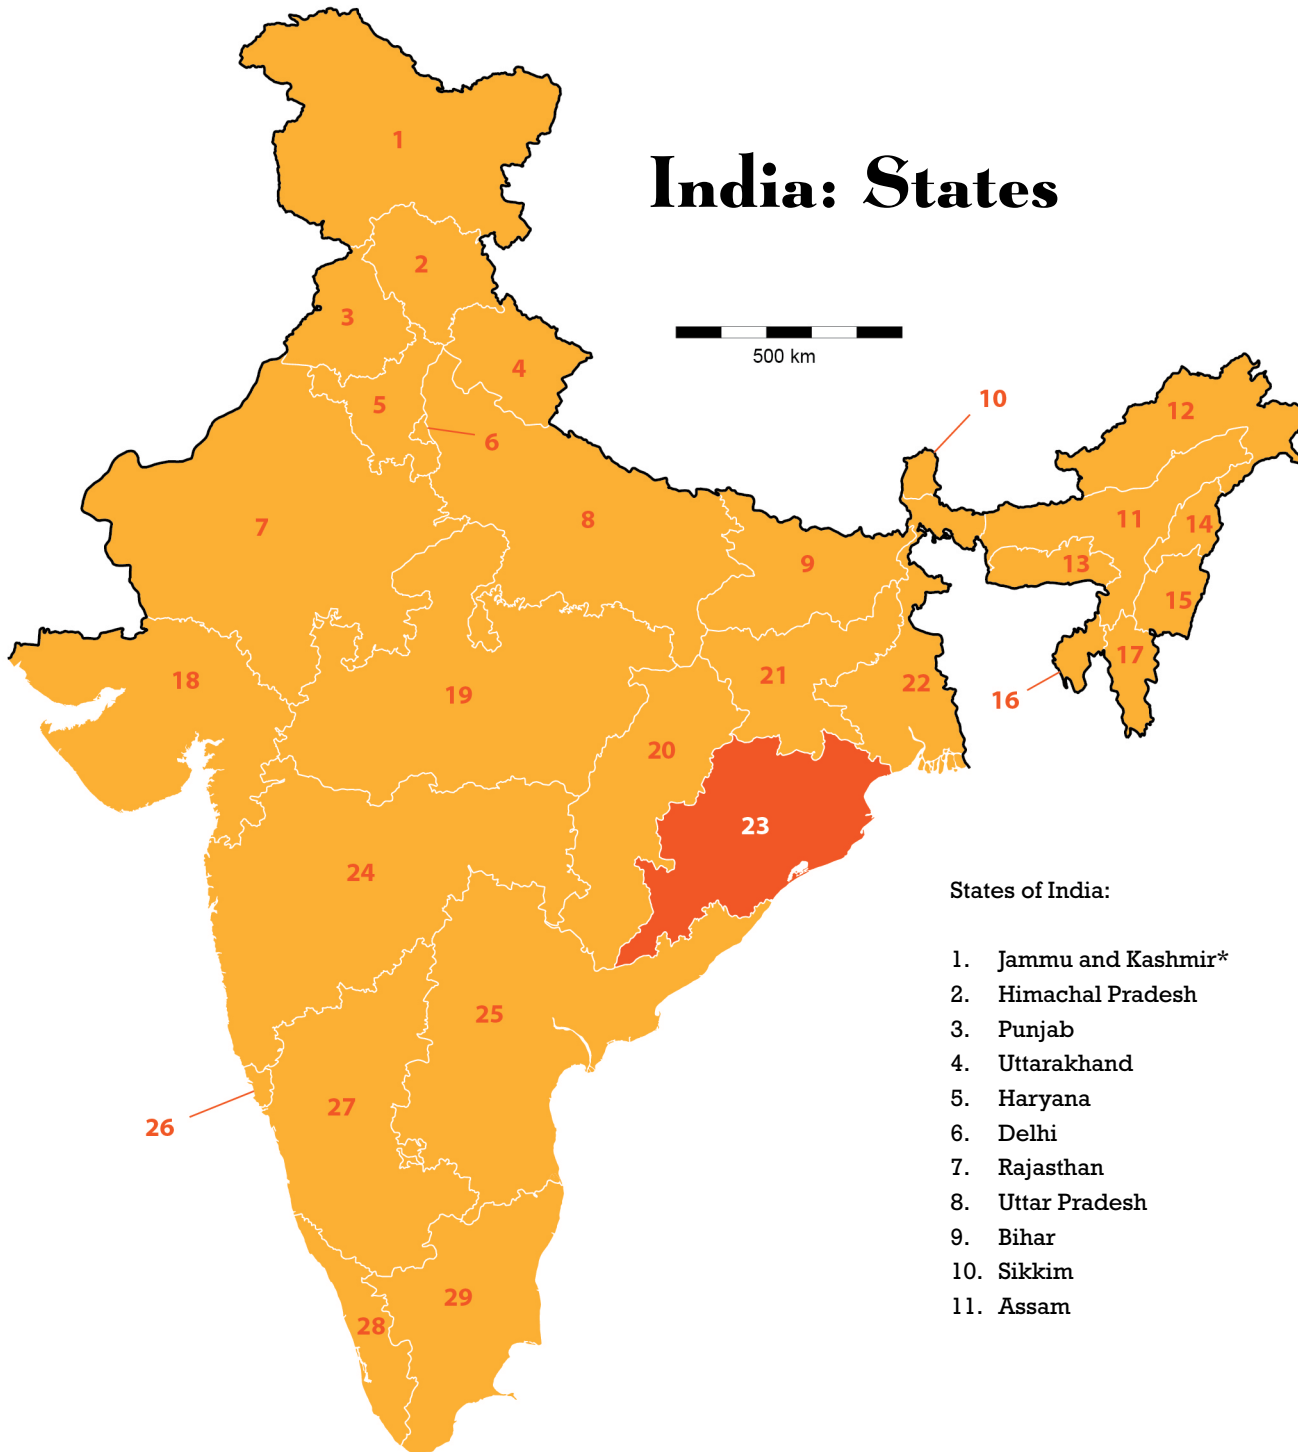 India: States
500 km
1
2
3
4
5
6
7
8
9
10
11
12
13
14
15
16
17
18
19
20
21
22
23
24
25
26
27
28
29
States of India:
1. Jammu and Kashmir*
2. Himachal Pradesh
3. Punjab
4. Uttarakhand
5. Haryana
6. Delhi
7. Rajasthan
8. Uttar Pradesh
9. Bihar
10. Sikkim
11. Assam